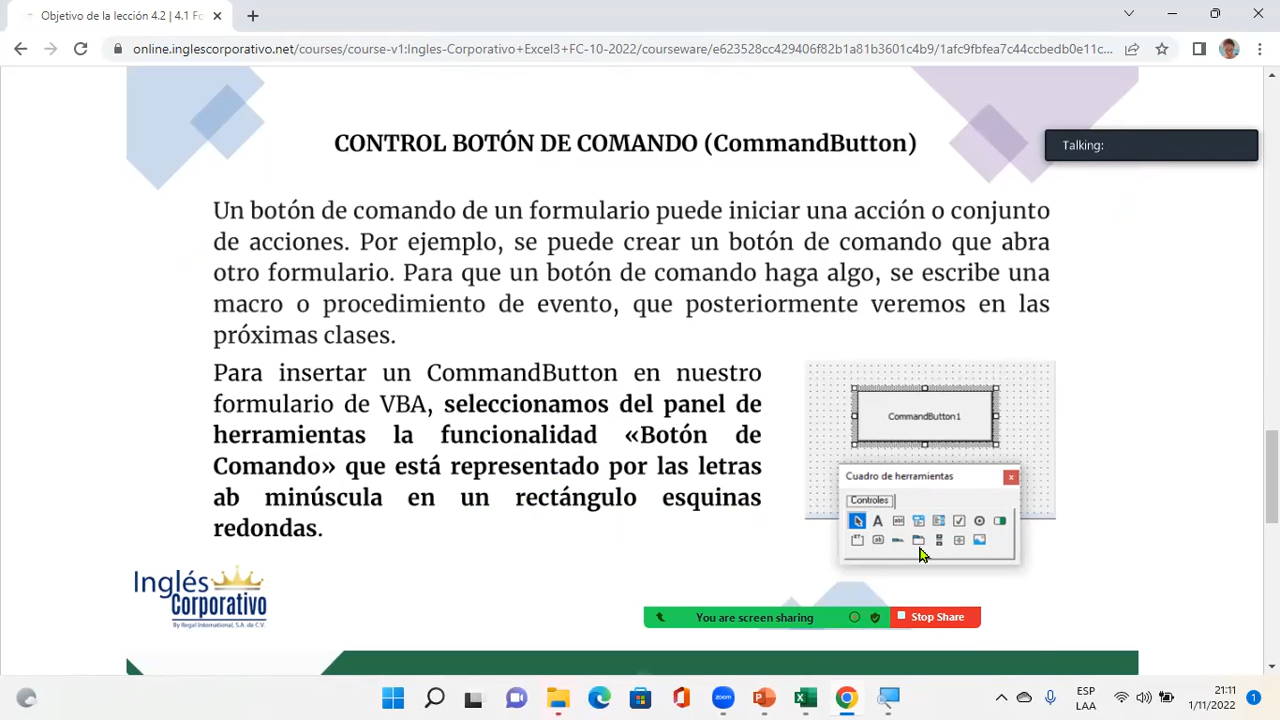 Objetivo de la lección 4.2 | 4.1 Fo
online.inglescorporativo.net/courses/course-v1:Ingles-Corporativo+Excel3+FC-10-2022/courseware/e623528cc429406f82b1a81b3601c4b9/1afc9fbfea7c44ccbedb0e11c...
CONTROL BOTÓN DE COMANDO (CommandButton)
Talking:
Un botón de comando de un formulario puede iniciar una acción o conjunto
de acciones. Por ejemplo, se puede crear un botón de comando que abra
otro formulario. Para que un botón de comando haga algo, se escribe una
macro o procedimiento de evento, que posteriormente veremos en las
próximas clases.
Para insertar un CommandButton en nuestro
formulario de VBA, seleccionamos del panel de
herramientas la funcionalidad «Botón de
Comando» que está representado por las letras
ab minúscula en un rectángulo esquinas
redondas.
CommandButton1
Cuadro de herramientas
Controles
A
ab
Inglés
Corporativo
By Regal International, S.A. de C.V.
You are screen sharing
Stop Share
zoom
ESP
LAA
21:11
1/11/2022
1